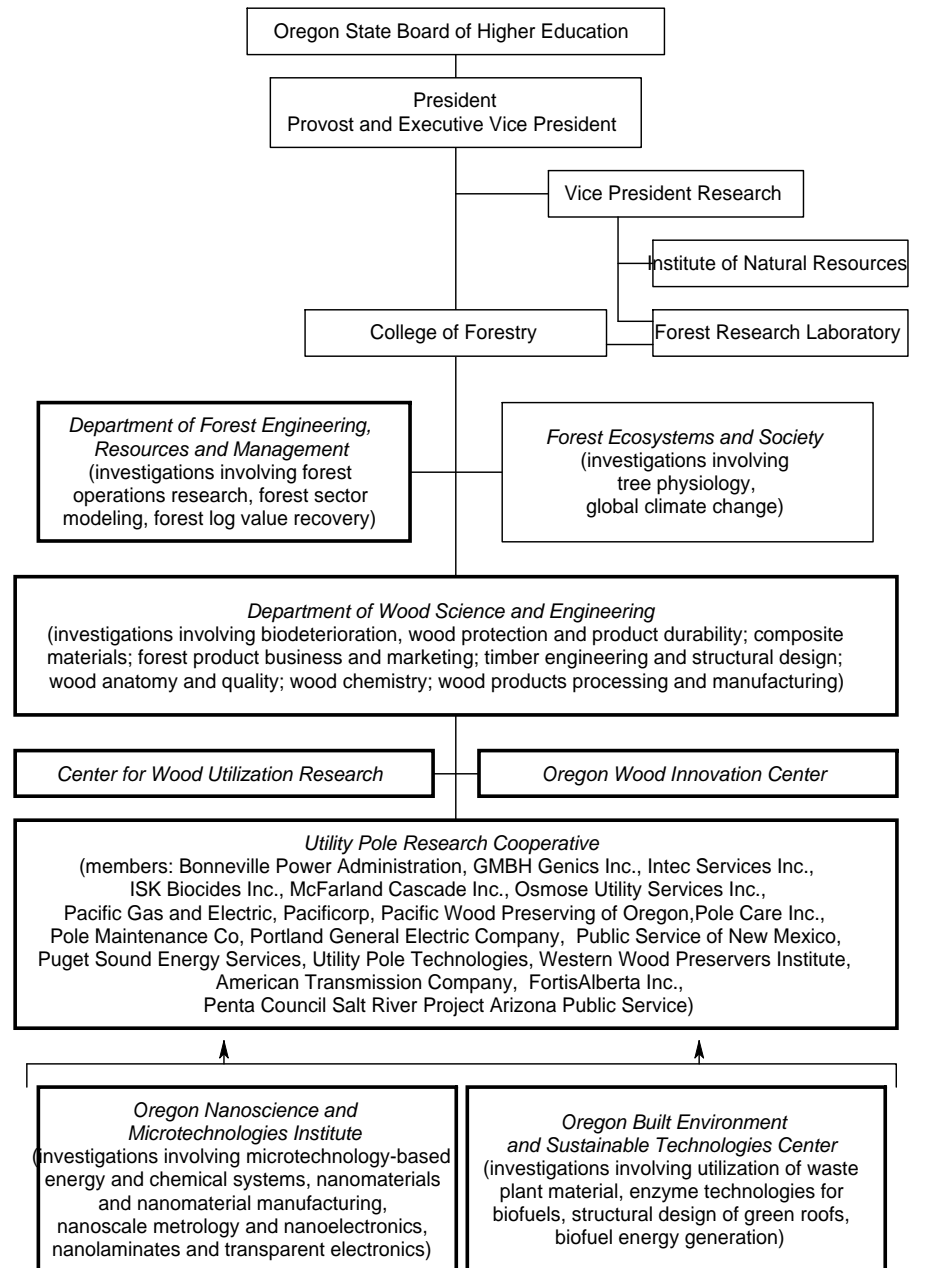 Oregon State Board of Higher Education
President
Provost and Executive Vice President
Vice President Research
Institute of Natural Resources
College of Forestry
Forest Research Laboratory
Department of Forest Engineering,
Resources and Management
(investigations involving forest
operations research, forest sector
modeling, forest log value recovery)
Forest Ecosystems and Society
(investigations involving
tree physiology,
global climate change)
Department of Wood Science and Engineering
(investigations involving biodeterioration, wood protection and product durability; composite
materials; forest product business and marketing; timber engineering and structural design;
wood anatomy and quality; wood chemistry; wood products processing and manufacturing)
Center for Wood Utilization Research
Oregon Wood Innovation Center
Utility Pole Research Cooperative
(members: Bonneville Power Administration, GMBH Genics Inc., Intec Services Inc.,
ISK Biocides Inc., McFarland Cascade Inc., Osmose Utility Services Inc.,
Pacific Gas and Electric, Pacificorp, Pacific Wood Preserving of Oregon,Pole Care Inc.,
Pole Maintenance Co, Portland General Electric Company, Public Service of New Mexico,
Puget Sound Energy Services, Utility Pole Technologies, Western Wood Preservers Institute,
American Transmission Company, FortisAlberta Inc.,
Penta Council Salt River Project Arizona Public Service)
Oregon Nanoscience and
Microtechnologies Institute
(investigations involving microtechnology-based
energy and chemical systems, nanomaterials
and nanomaterial manufacturing,
nanoscale metrology and nanoelectronics,
nanolaminates and transparent electronics)
Oregon Built Environment
and Sustainable Technologies Center
(investigations involving utilization of waste
plant material, enzyme technologies for
biofuels, structural design of green roofs,
biofuel energy generation)